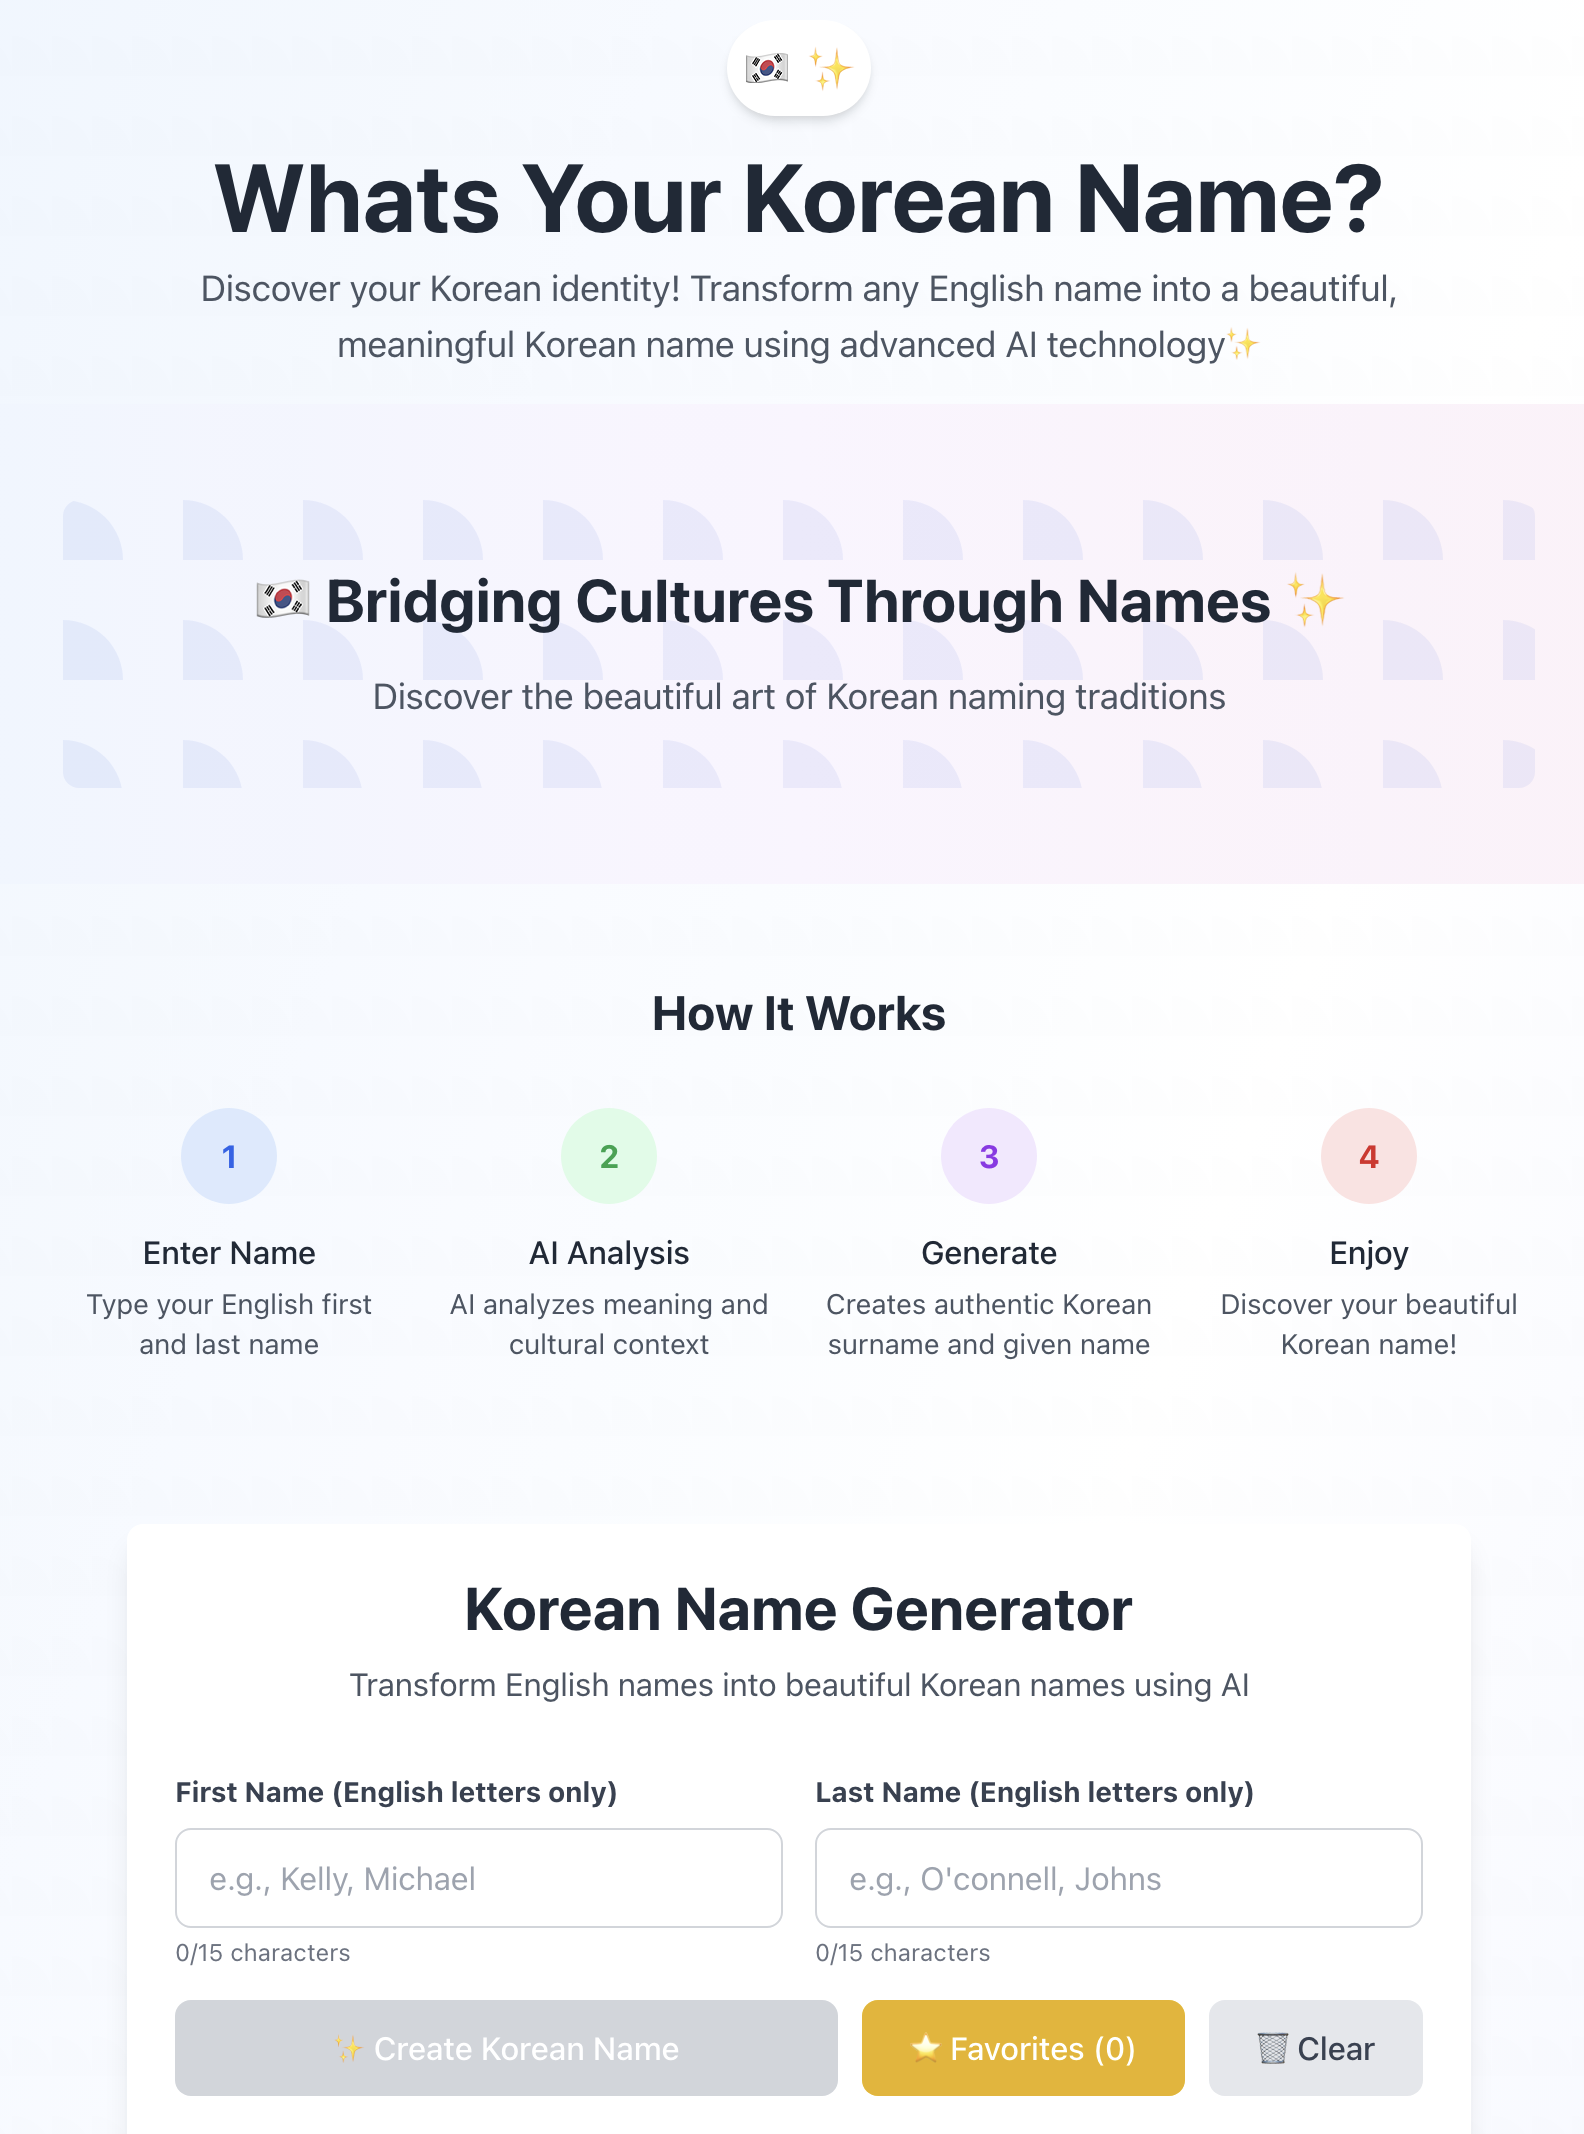 🇰🇷 ✨
Whats Your Korean Name?
Discover your Korean identity! Transform any English name into a beautiful,
meaningful Korean name using advanced AI technology✨
🇰🇷 Bridging Cultures Through Names ✨
Discover the beautiful art of Korean naming traditions
How It Works
1 2 3 4
Enter Name AI Analysis Generate Enjoy
Type your English first AI analyzes meaning and Creates authentic Korean Discover your beautiful
and last name cultural context surname and given name Korean name!
Korean Name Generator
Transform English names into beautiful Korean names using AI
First Name (English letters only) Last Name (English letters only)
e.g., Kelly, Michael e.g., O'connell, Johns
0/15 characters 0/15 characters
✨ Create Korean Name ⭐ Favorites (0) 🗑️ Clear